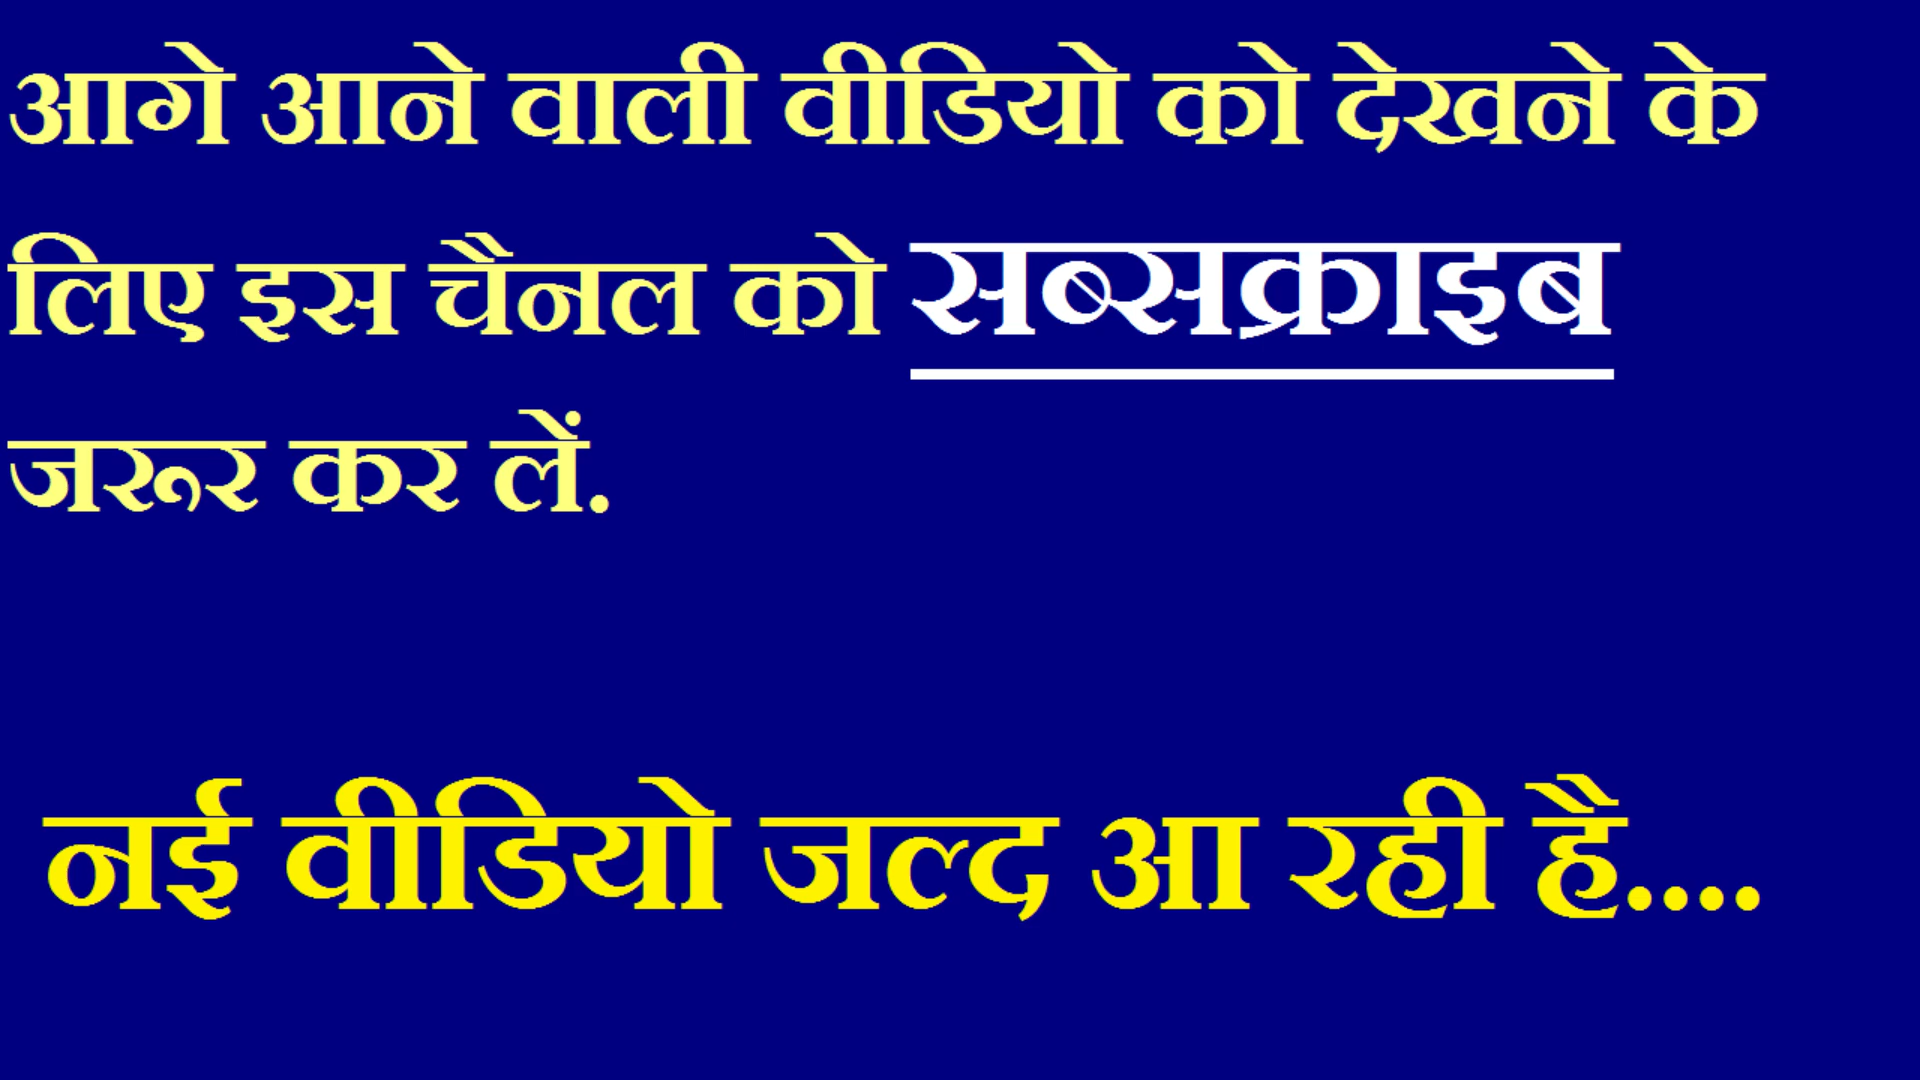 आगे आने वाली वीडियो को देखने के
लिए इस चैनल को सब्सक्राइब
जरूर कर लें.
नई वीडियो जल्द आ रही है....